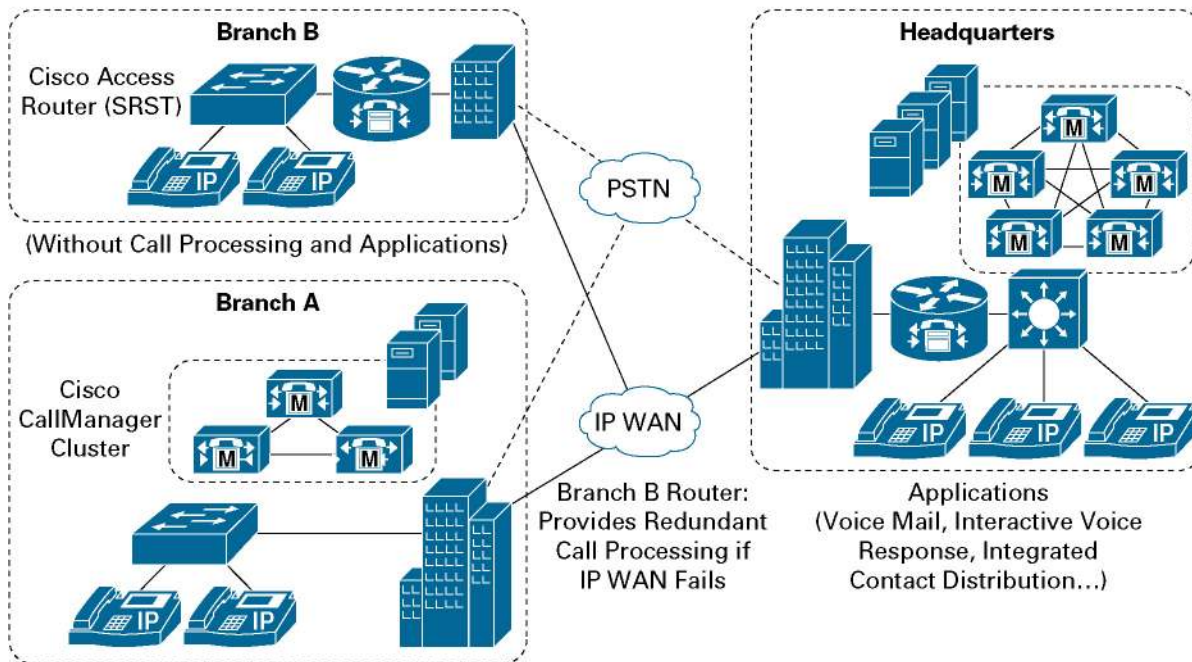 Branch B
Cisco Access
Router (SRST)
IP
IP
(Without Call Processing and Applications)
Branch A
Cisco
CallManager
Cluster
M
M
M
IP
IP
PSTN
IP WAN
Branch B Router:
Provides Redundant
Call Processing if
IP WAN Fails
Headquarters
M
M
M
M
M
IP
IP
IP
Applications
(Voice Mail, Interactive Voice
Response, Integrated
Contact Distribution...)